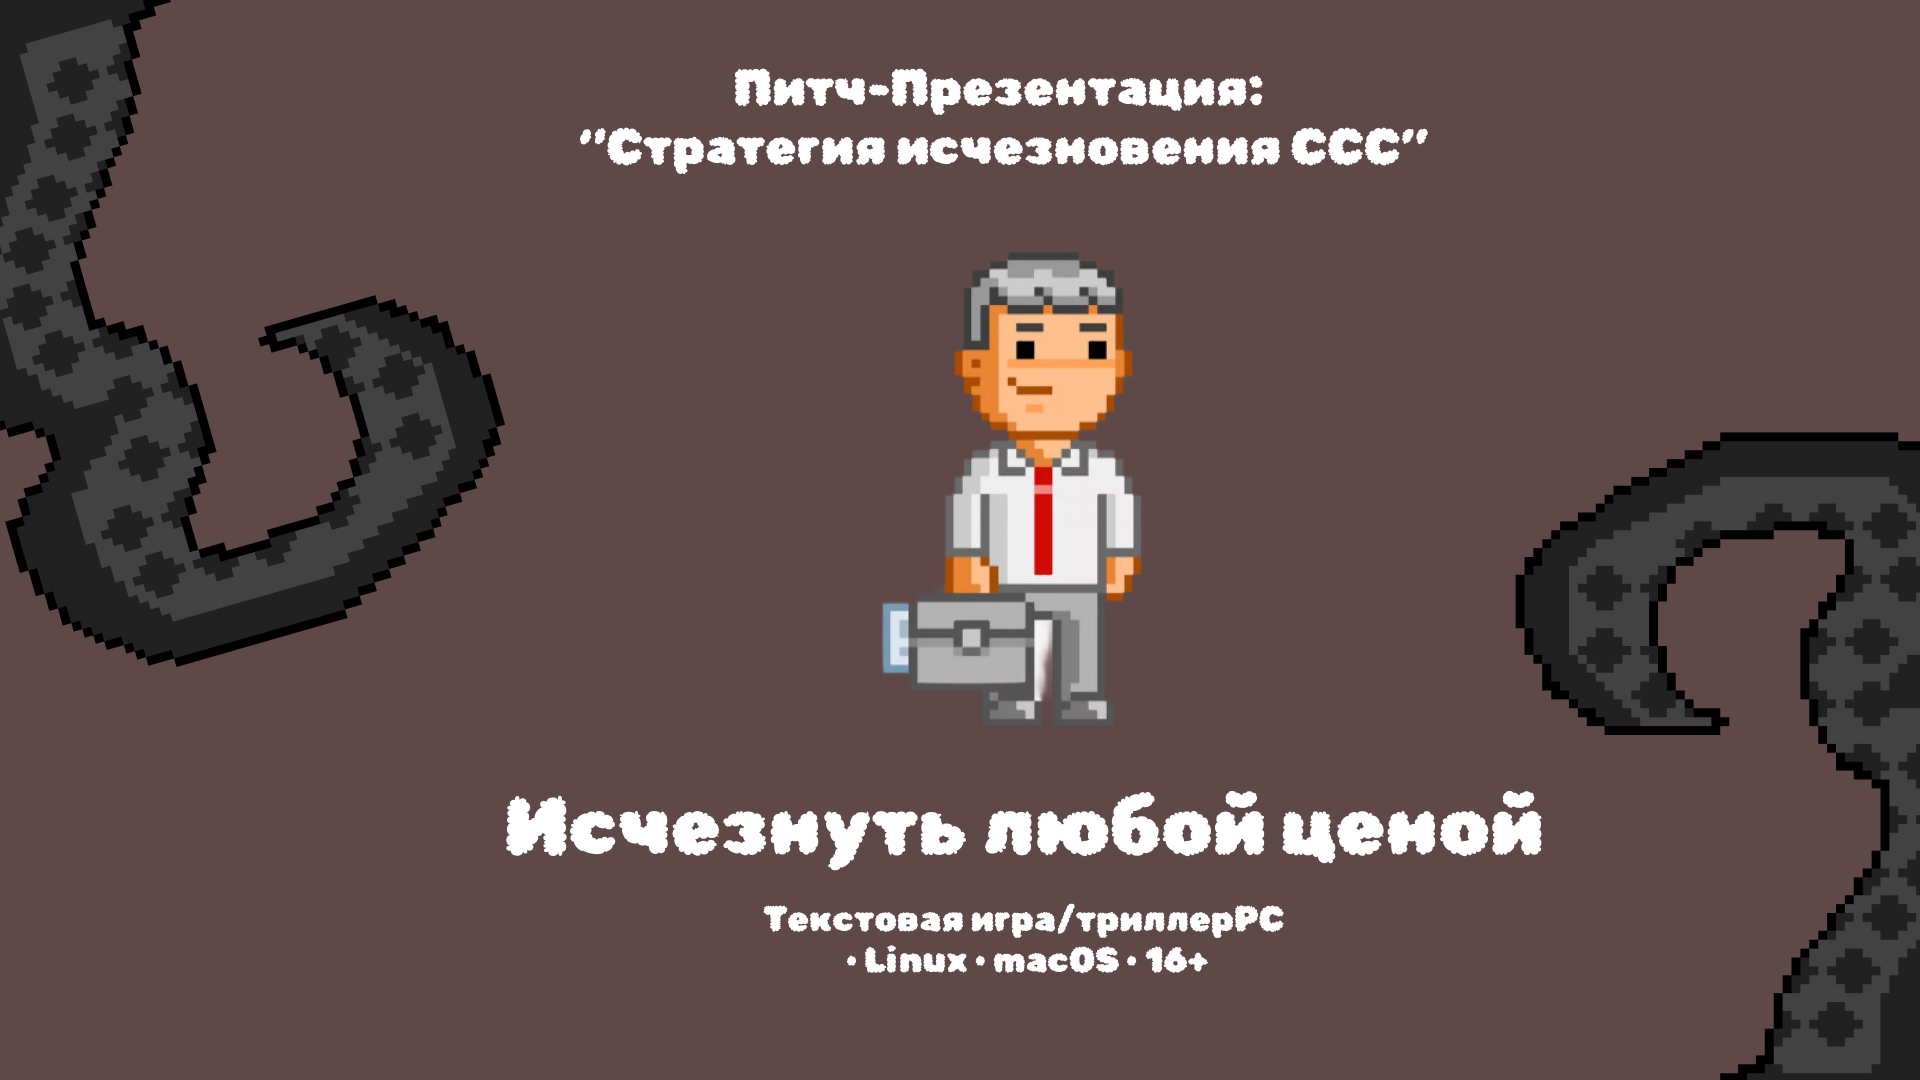 Питч-Презентация:
“Стратегия исчезновения ССС”
Исчезнуть любой ценой
Текстовая игра/триллерPC
· Linux · macOS · 16+